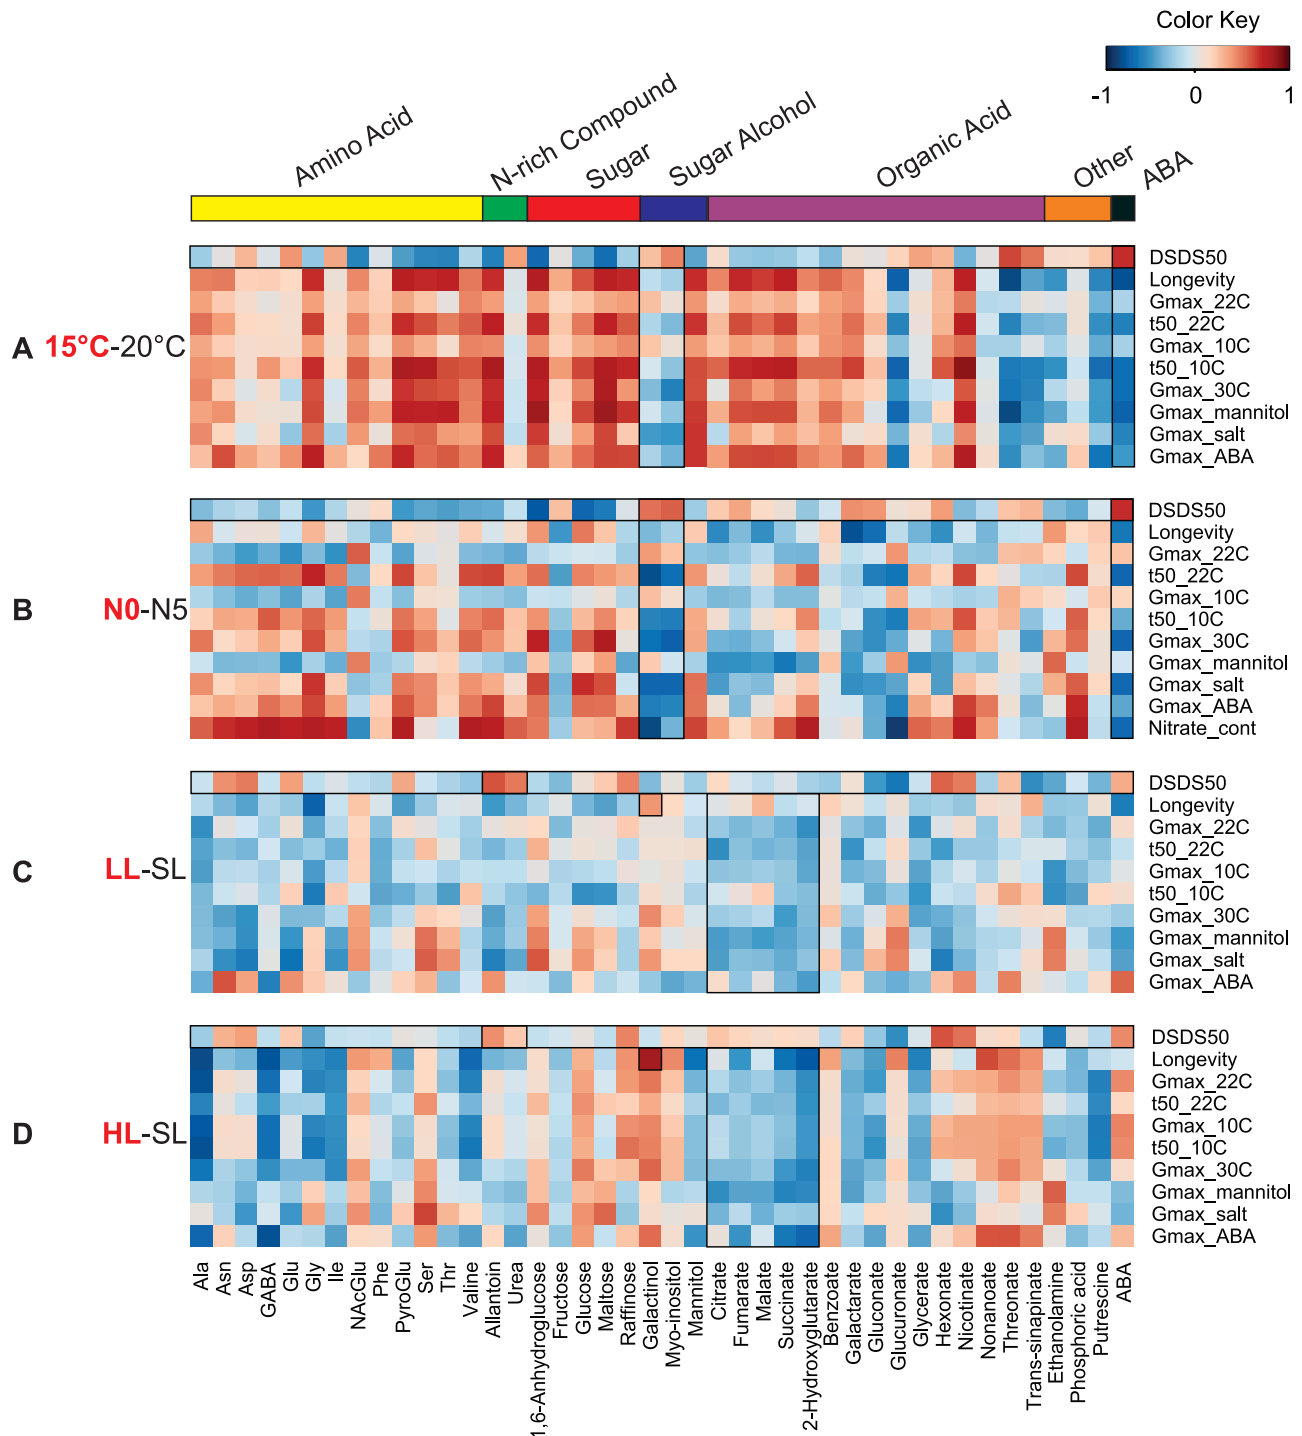 Color Key
-1 0 1
Amino Acid
N-rich Compound
Sugar
Sugar Alcohol
Organic Acid
Other
ABA
A 15°C-20°C
DSDS50
Longevity
Gmax_22C
t50_22C
Gmax_10C
t50_10C
Gmax_30C
Gmax_mannitol
Gmax_salt
Gmax_ABA
B N0-N5
DSDS50
Longevity
Gmax_22C
t50_22C
Gmax_10C
t50_10C
Gmax_30C
Gmax_mannitol
Gmax_salt
Gmax_ABA
Nitrate_cont
C LL-SL
DSDS50
Longevity
Gmax_22C
t50_22C
Gmax_10C
t50_10C
Gmax_30C
Gmax_mannitol
Gmax_salt
Gmax_ABA
D HL-SL
DSDS50
Longevity
Gmax_22C
t50_22C
Gmax_10C
t50_10C
Gmax_30C
Gmax_mannitol
Gmax_salt
Gmax_ABA
Ala
Asn
Asp
GABA
Glu
Gly
Ile
NAcGlu
Phe
PyroGlu
Ser
Thr
Valine
Allantoin
Urea
1,6-Anhydroglucose
Fructose
Glucose
Maltose
Raffinose
Galactinol
Myo-inositol
Mannitol
Citrate
Fumarate
Malate
Succinate
2-Hydroxyglutarate
Benzoate
Galactarate
Gluconate
Glucuronate
Glycerate
Hexonate
Nicotinate
Nonanoate
Threonate
Trans-sinapinate
Ethanolamine
Phosphoric acid
Putrescine
ABA